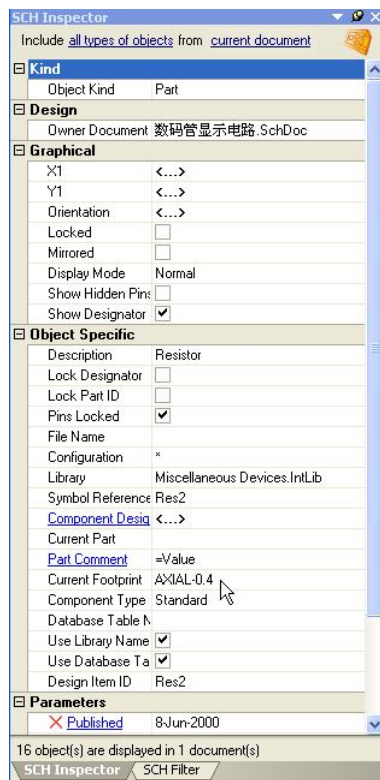 SCH Inspector
Include all types of objects from current document
Kind
Object Kind Part
Design
Owner Document 数码管显示电路.SchDoc
Graphical
X1 <...>
Y1 <...>
Orientation <...>
Locked
Mirrored
Display Mode Normal
Show Hidden Pins
Show Designator
Object Specific
Description Resistor
Lock Designator
Lock Part ID
Pins Locked
File Name
Configuration *
Library Miscellaneous Devices.IntLib
Symbol Reference Res2
Component Desig <...>
Current Part
Part Comment =Value
Current Footprint AXIAL-0.4
Component Type Standard
Database Table N
Use Library Name
Use Database Ta
Design Item ID Res2
Parameters
Published 8-Jun-2000
16 object(s) are displayed in 1 document(s)
SCH Inspector SCH Filter